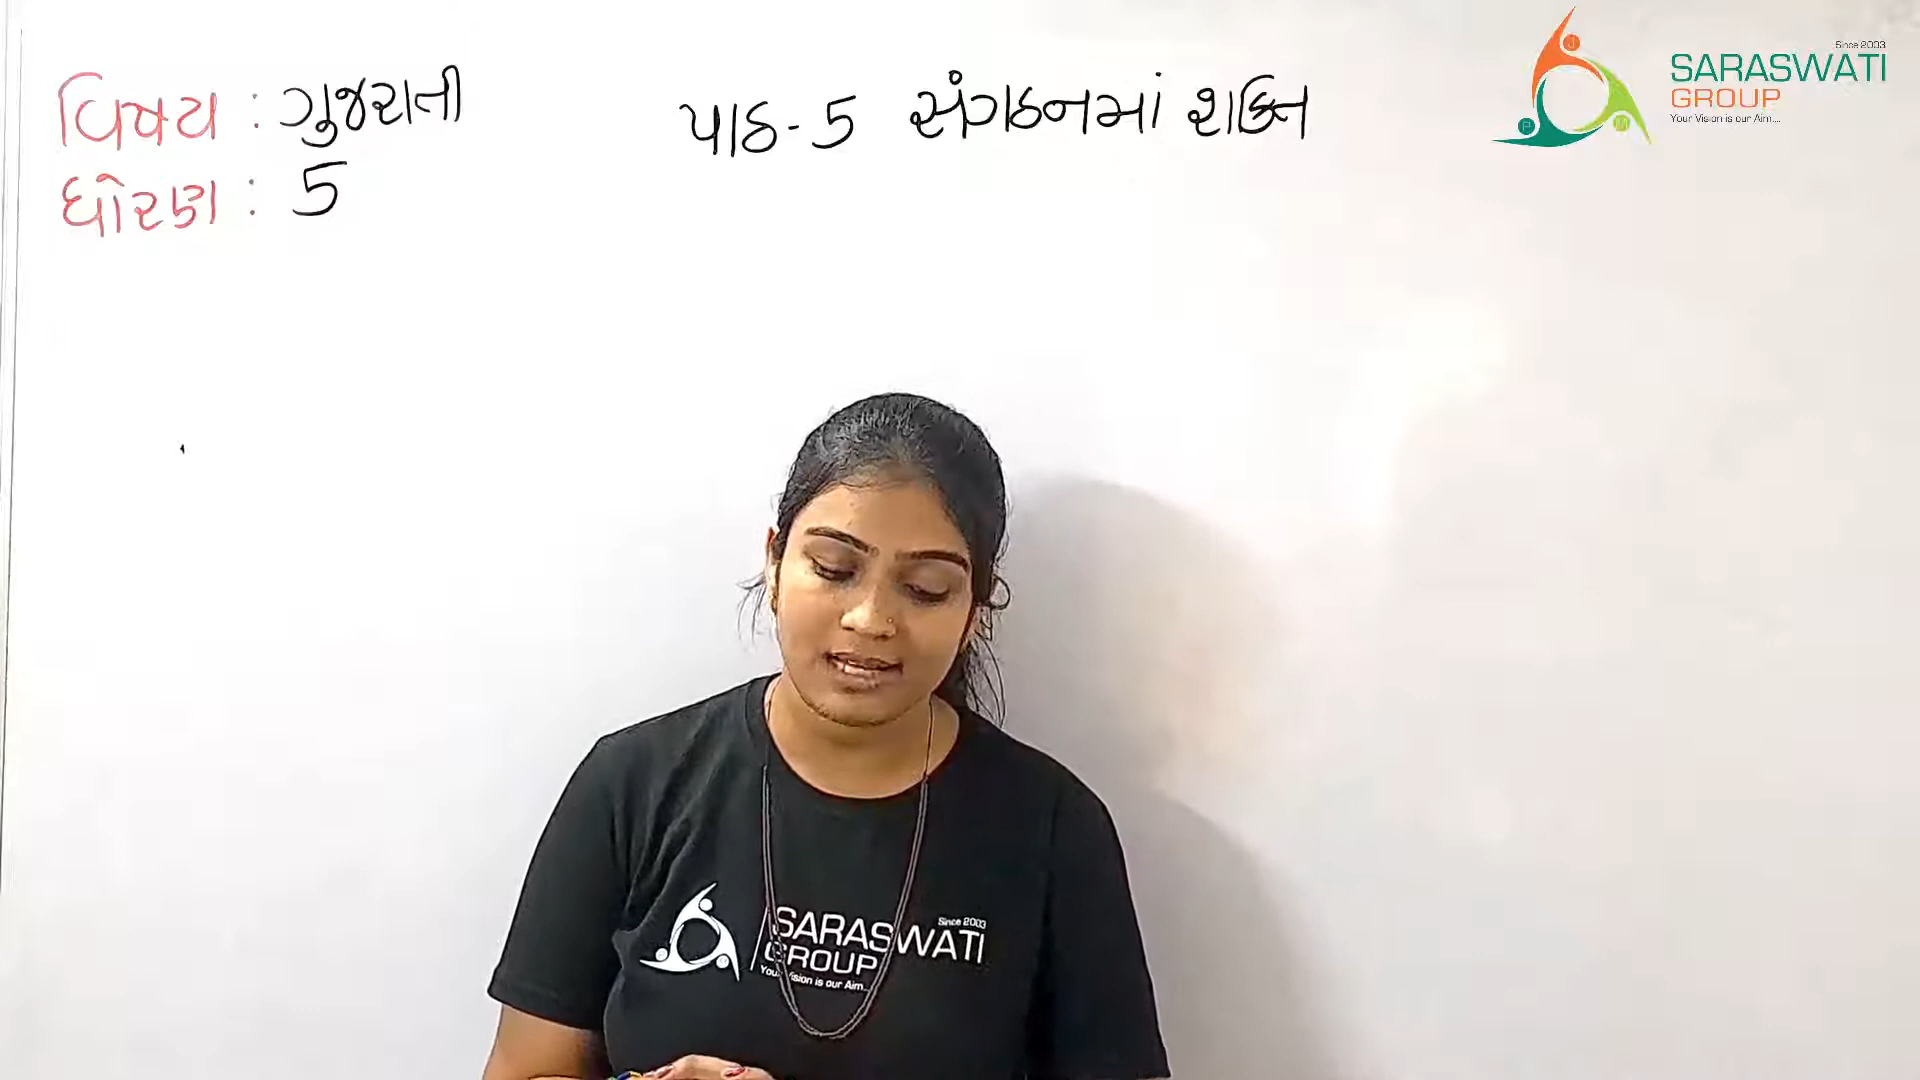 વિષય : ગુજરાતી
ધોરણ : 5
પાઠ - 5 સંગઠનમાં શક્તિ
Since 2003
SARASWATI
GROUP
Your Vision is our Aim....
Since 2003
SARASWATI
GROUP
Your Vision is our Aim...